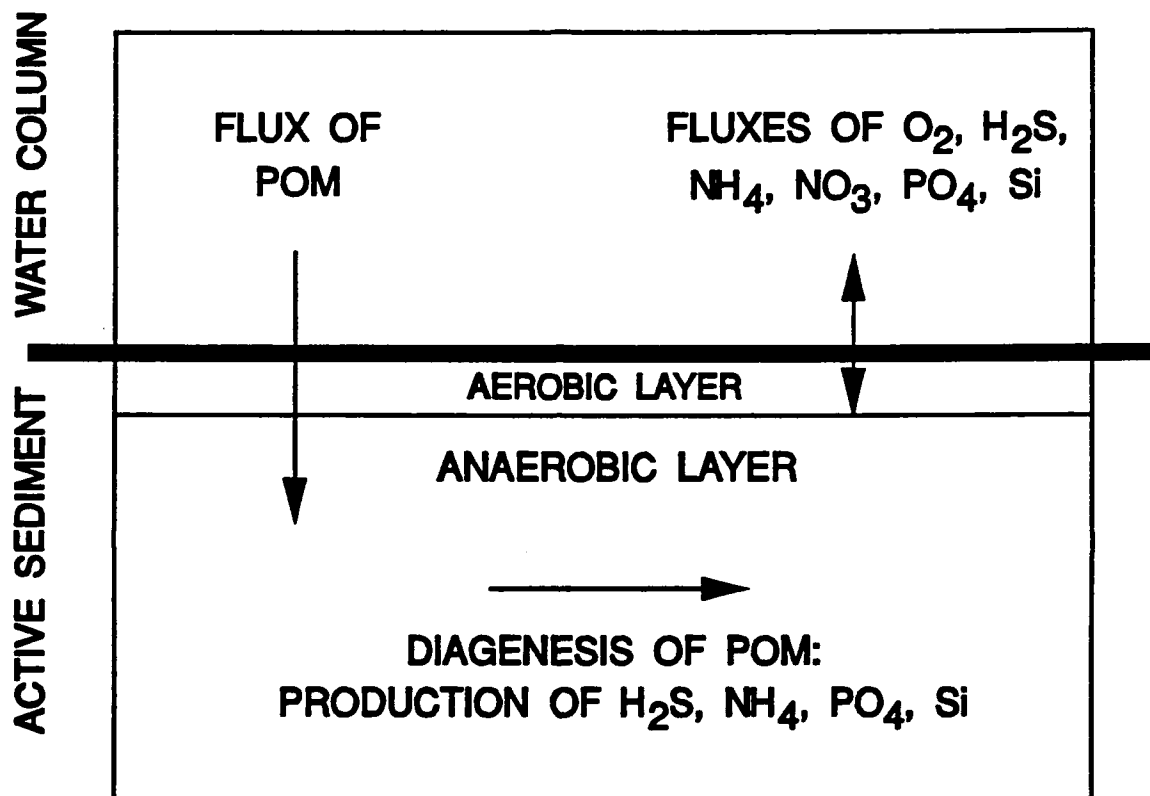 WATER COLUMN
FLUX OF
POM
FLUXES OF O₂, H₂S,
NH₄, NO₃, PO₄, Si
ACTIVE SEDIMENT
AEROBIC LAYER
ANAEROBIC LAYER
DIAGENESIS OF POM:
PRODUCTION OF H₂S, NH₄, PO₄, Si